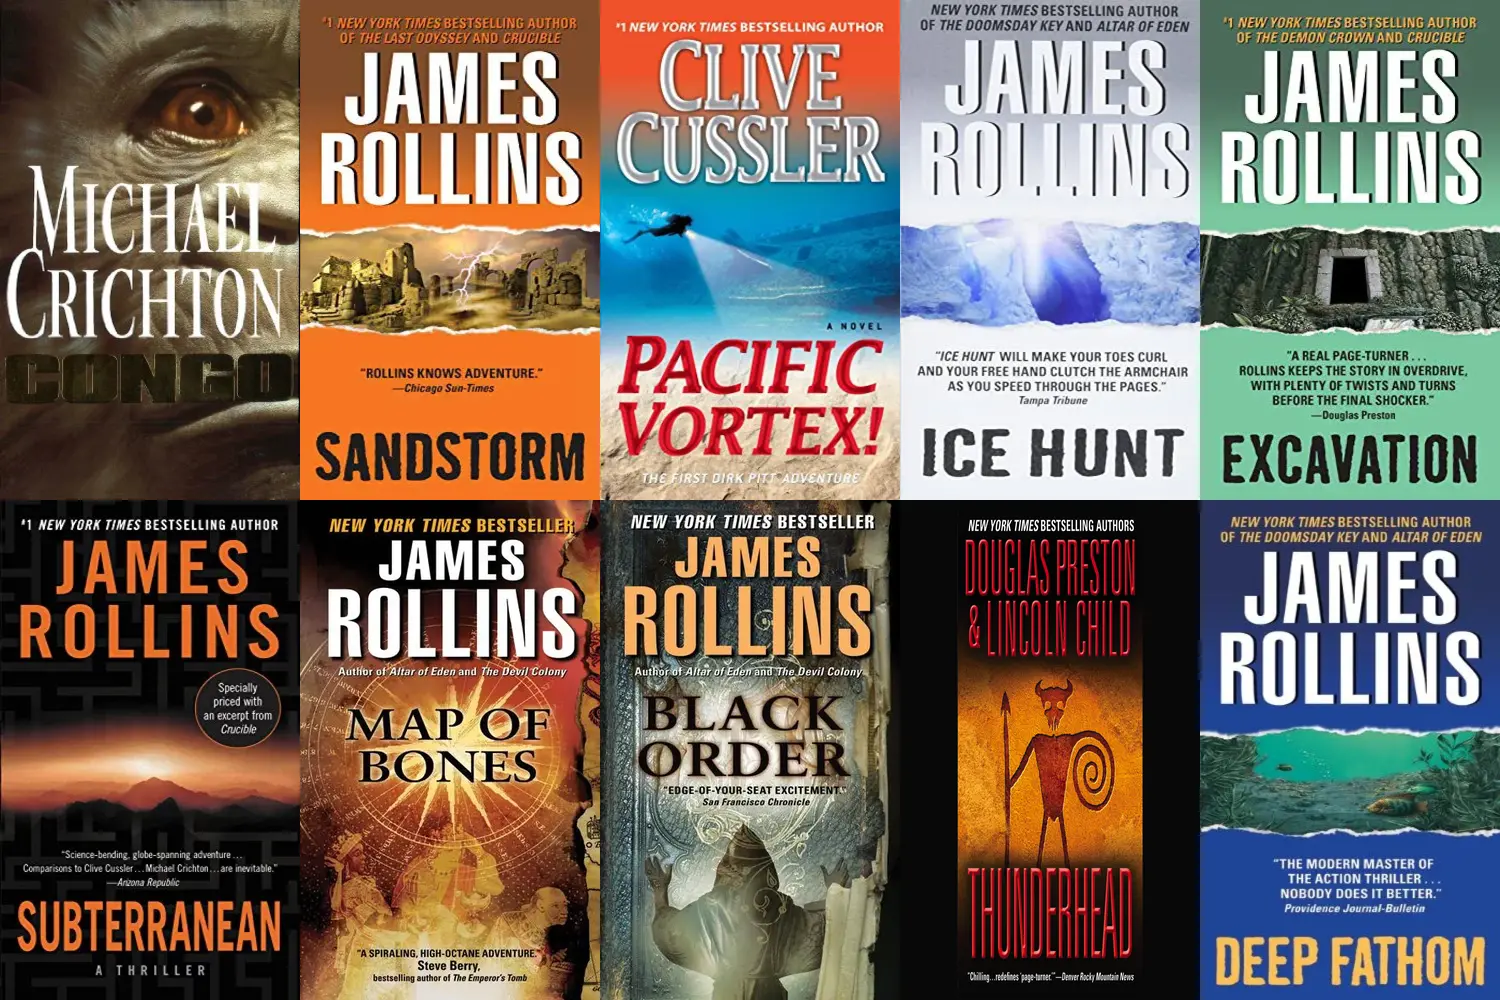 MICHAEL
CRICHTON
CONGO
#1 NEW YORK TIMES BESTSELLING AUTHOR
OF THE LAST ODYSSEY AND CRUCIBLE
JAMES
ROLLINS
"ROLLINS KNOWS ADVENTURE."
—Chicago Sun-Times
SANDSTORM
#1 NEW YORK TIMES BESTSELLING AUTHOR
CLIVE
CUSSLER
A NOVEL
PACIFIC
VORTEX!
THE FIRST DIRK PITT ADVENTURE
NEW YORK TIMES BESTSELLING AUTHOR
OF THE DOOMSDAY KEY AND ALTAR OF EDEN
JAMES
ROLLINS
"ICE HUNT WILL MAKE YOUR TOES CURL
AND YOUR FREE HAND CLUTCH THE ARMCHAIR
AS YOU SPEED THROUGH THE PAGES."
Tampa Tribune
ICE HUNT
#1 NEW YORK TIMES BESTSELLING AUTHOR
OF THE DEMON CROWN AND CRUCIBLE
JAMES
ROLLINS
"A REAL PAGE-TURNER . . .
ROLLINS KEEPS THE STORY IN OVERDRIVE,
WITH PLENTY OF TWISTS AND TURNS
BEFORE THE FINAL SHOCKER."
—Douglas Preston
EXCAVATION
#1 NEW YORK TIMES BESTSELLING AUTHOR
JAMES
ROLLINS
Specially
priced with
an excerpt from
Crucible
"Science-bending, globe-spanning adventure . . .
Comparisons to Clive Cussler . . . Michael Crichton . . . are inevitable."
—Arizona Republic
SUBTERRANEAN
A THRILLER
NEW YORK TIMES BESTSELLER
JAMES
ROLLINS
Author of Altar of Eden and The Devil Colony
MAP OF
BONES
"A SPIRALING, HIGH-OCTANE ADVENTURE."
Steve Berry,
bestselling author of The Emperor's Tomb
NEW YORK TIMES BESTSELLER
JAMES
ROLLINS
Author of Altar of Eden and The Devil Colony
BLACK
ORDER
"EDGE-OF-YOUR-SEAT EXCITEMENT."
San Francisco Chronicle
NEW YORK TIMES BESTSELLING AUTHORS
DOUGLAS PRESTON
& LINCOLN CHILD
THUNDERHEAD
"Chilling...redefines 'page-turner.'" —Denver Rocky Mountain News
NEW YORK TIMES BESTSELLING AUTHOR
OF THE DOOMSDAY KEY AND ALTAR OF EDEN
JAMES
ROLLINS
"THE MODERN MASTER OF
THE ACTION THRILLER . . .
NOBODY DOES IT BETTER."
Providence Journal-Bulletin
DEEP FATHOM